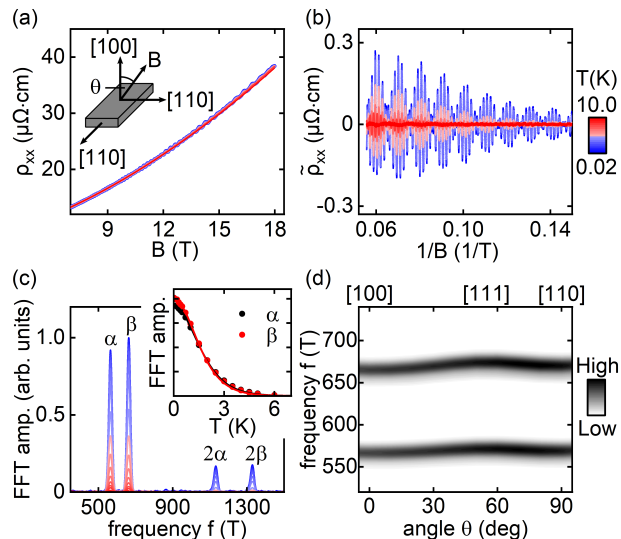 (a)
[100]
B
θ
[110]
[110]
40
30
20
ρxx (μΩ·cm)
9
12
15
18
B (T)
(b)
0.3
0
-0.3
ρ̃xx (μΩ·cm)
0.06
0.10
0.14
1/B (1/T)
T(K)
10.0
0.02
(c)
1.0
0.5
0
FFT amp. (arb. units)
α
β
2α
2β
500
900
1300
frequency f (T)
FFT amp.
α
β
0
2
4
6
T (K)
(d)
[100]
[111]
[110]
700
650
600
550
frequency f (T)
0
30
60
90
angle θ (deg)
High
Low